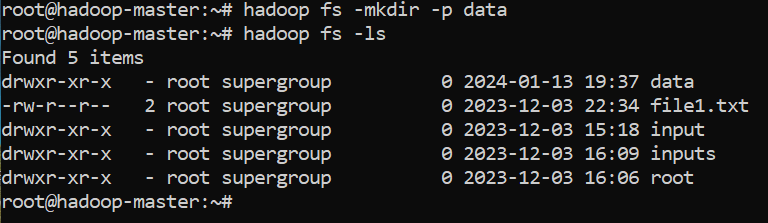 root@hadoop-master:~# hadoop fs -mkdir -p data
root@hadoop-master:~# hadoop fs -ls
Found 5 items
drwxr-xr-x   - root supergroup          0 2024-01-13 19:37 data
-rw-r--r--   2 root supergroup          0 2023-12-03 22:34 file1.txt
drwxr-xr-x   - root supergroup          0 2023-12-03 15:18 input
drwxr-xr-x   - root supergroup          0 2023-12-03 16:09 inputs
drwxr-xr-x   - root supergroup          0 2023-12-03 16:06 root
root@hadoop-master:~#